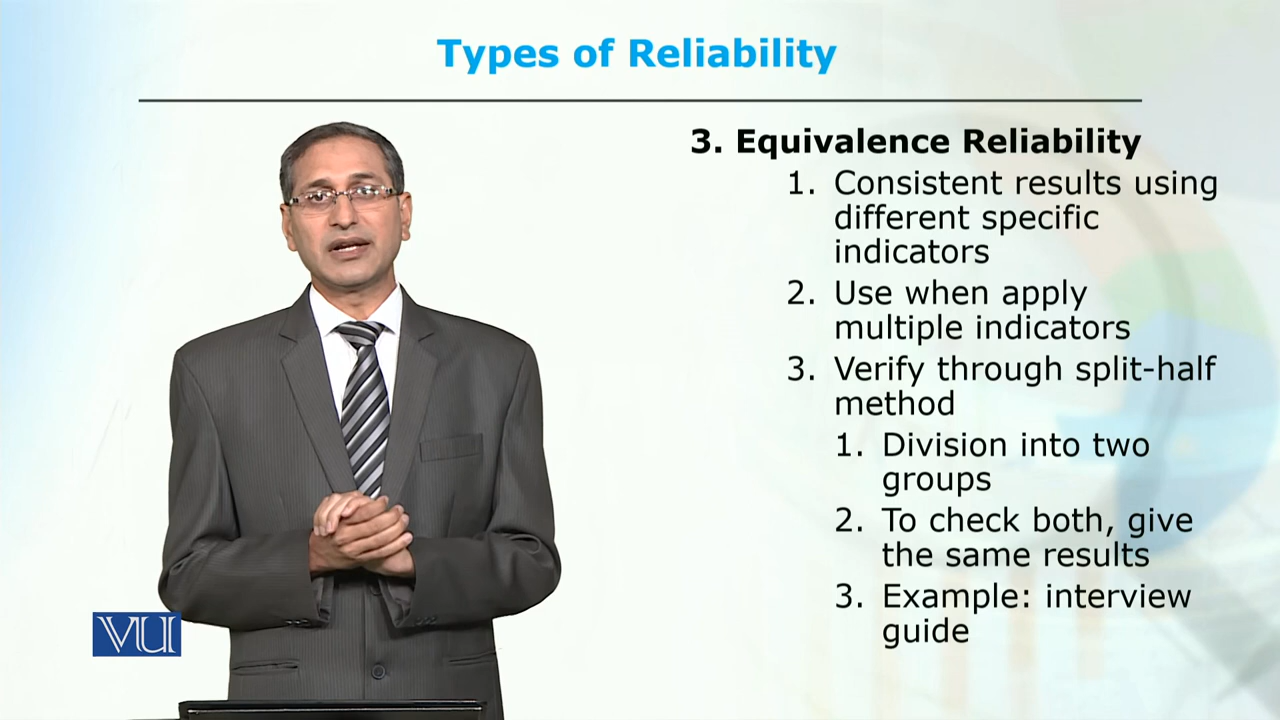 Types of Reliability
3. Equivalence Reliability
1. Consistent results using
different specific
indicators
2. Use when apply
multiple indicators
3. Verify through split-half
method
1. Division into two
groups
2. To check both, give
the same results
3. Example: interview
guide
VU